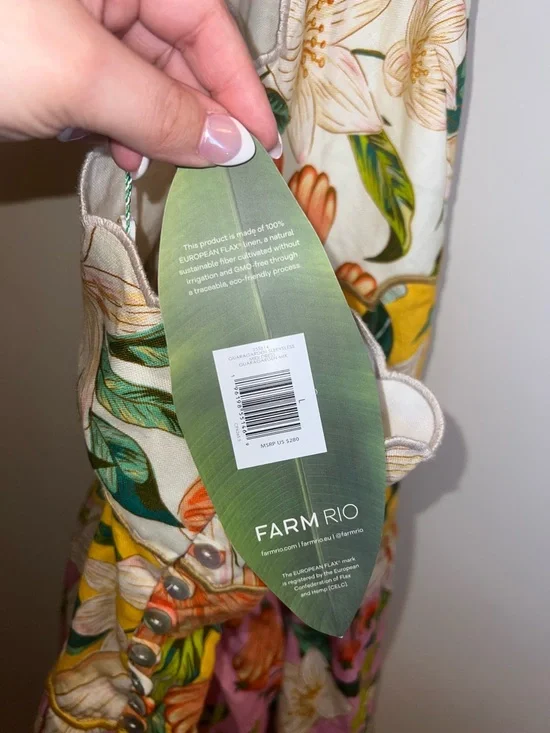 This product is made of 100%
EUROPEAN FLAX® linen, a natural
sustainable fiber cultivated without
irrigation and GMO-free through
a traceable, eco-friendly process.
L
MSRP US $280
FARM RIO
farmrio.com | farmrio.eu | @farmrio
The EUROPEAN FLAX® mark
is registered by the European
Confederation of Flax
and Hemp [CELC].